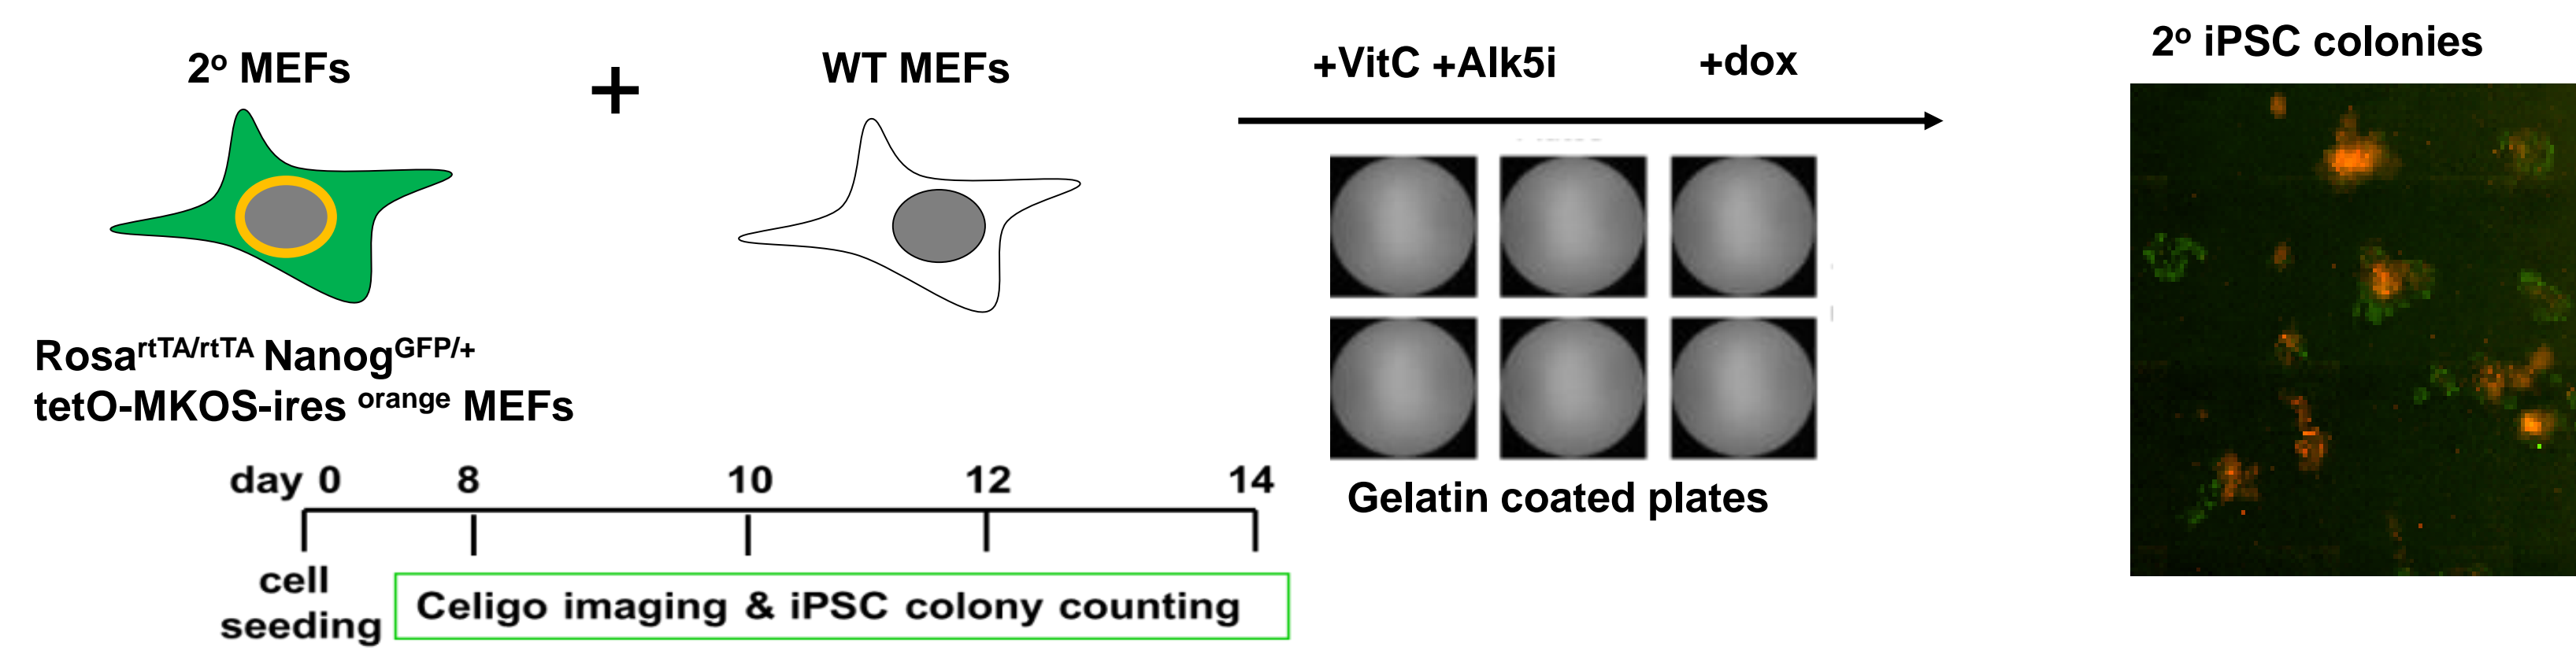 2o MEFs
+
WT MEFs
+VitC +Alk5i
+dox
2o iPSC colonies
RosartTA/rtTA NanogGFP/+
tetO-MKOS-ires orange MEFs
day 0 8 10 12 14
cell
seeding
Celigo imaging & iPSC colony counting
Gelatin coated plates